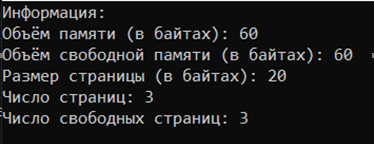 Информация:
Объём памяти (в байтах): 60
Объём свободной памяти (в байтах): 60
Размер страницы (в байтах): 20
Число страниц: 3
Число свободных страниц: 3